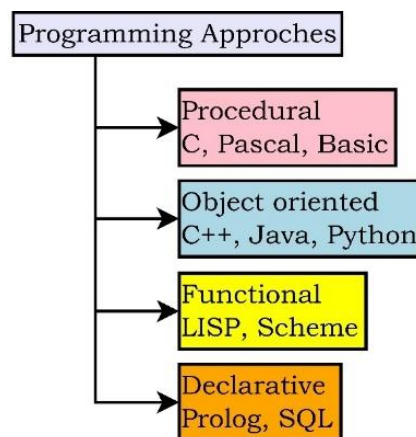 Programming Approches
Procedural
C, Pascal, Basic
Object oriented
C++, Java, Python
Functional
LISP, Scheme
Declarative
Prolog, SQL